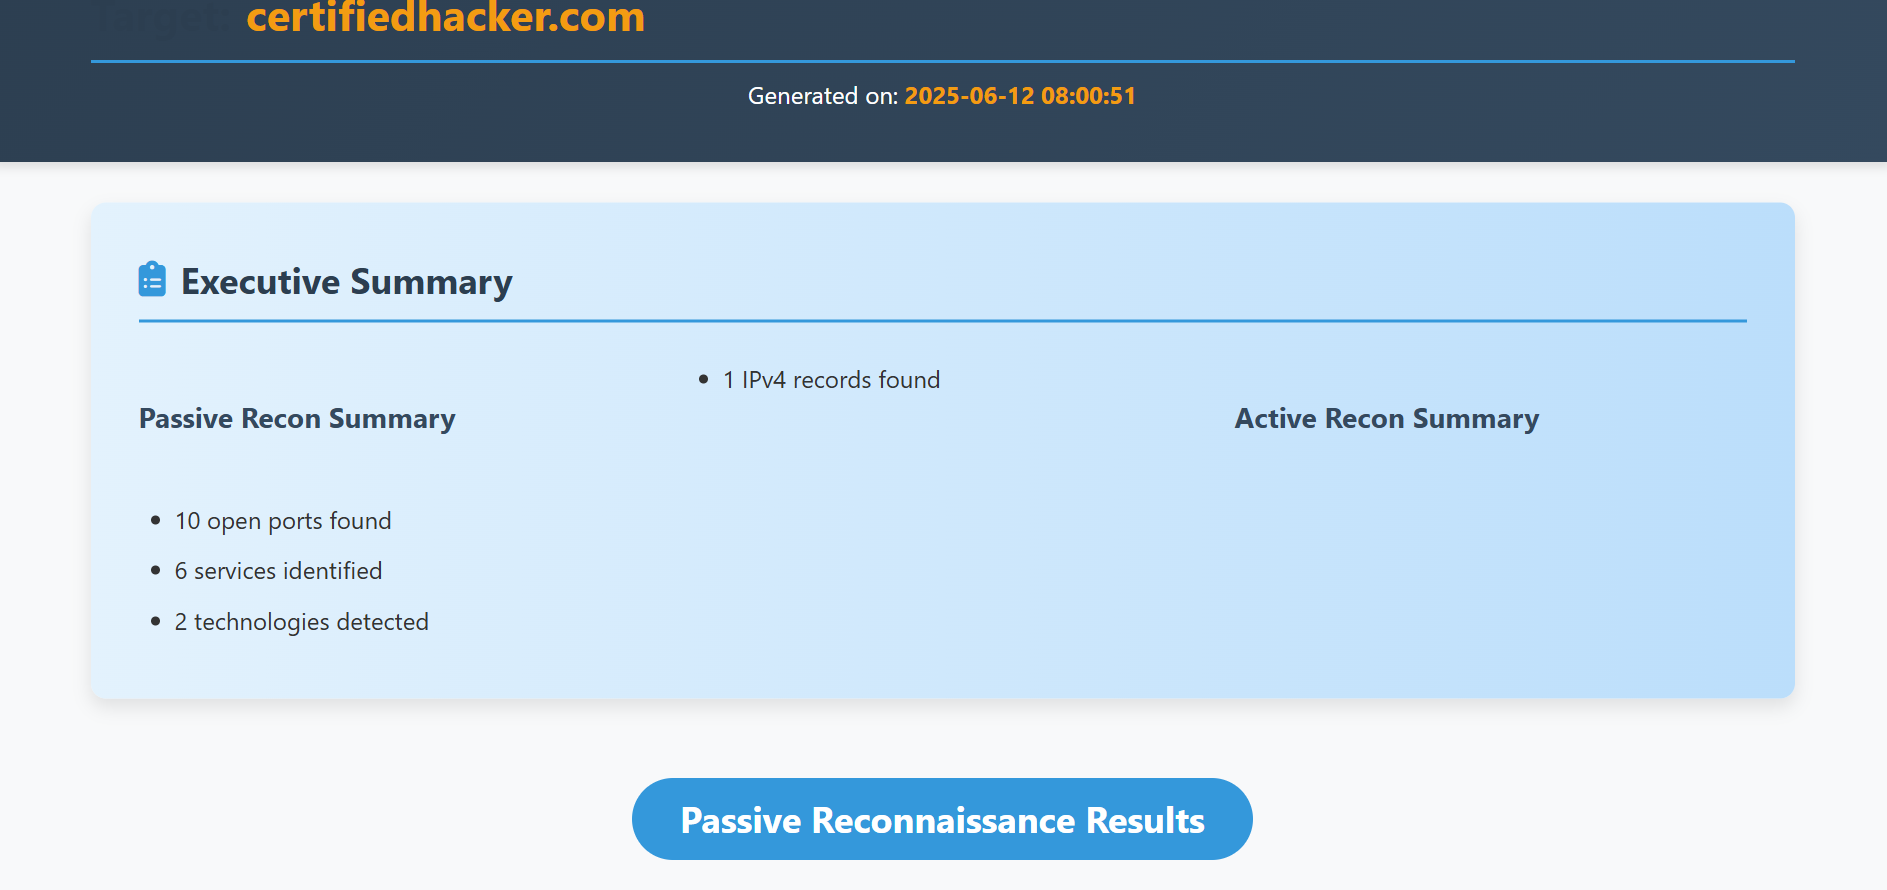 Target: certifiedhacker.com
Generated on: 2025-06-12 08:00:51
Executive Summary
Passive Recon Summary
1 IPv4 records found
Active Recon Summary
10 open ports found
6 services identified
2 technologies detected
Passive Reconnaissance Results